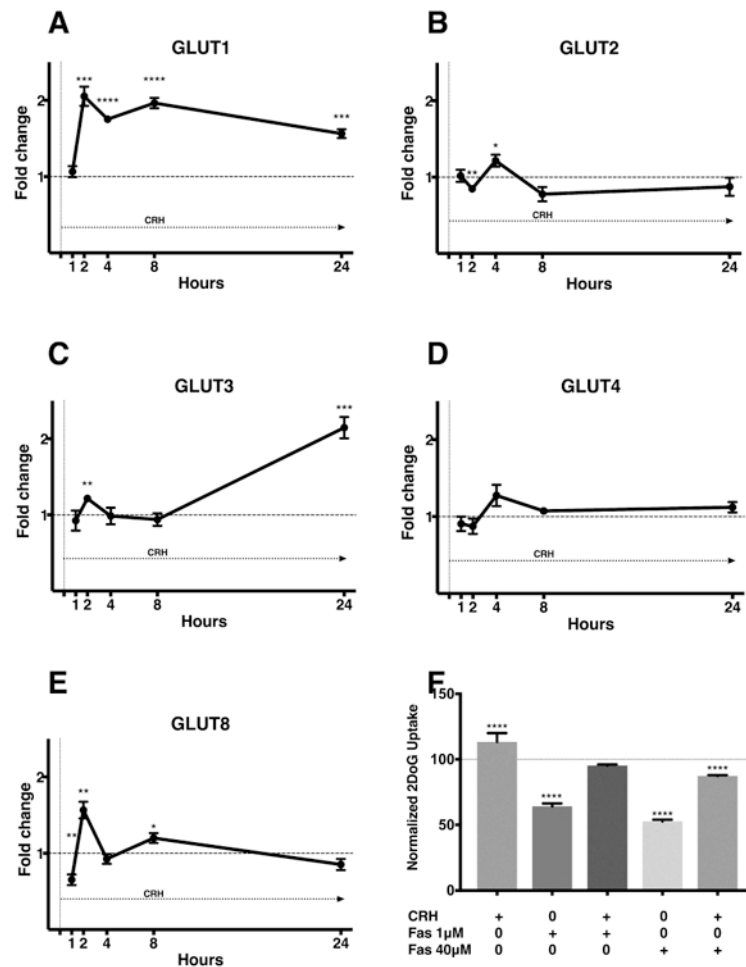 A
GLUT1
Fold change
2
1
***
****
****
***
CRH
1 2 4 8 24
Hours
B
GLUT2
Fold change
2
1
**
*
CRH
1 2 4 8 24
Hours
C
GLUT3
Fold change
2
1
**
***
CRH
1 2 4 8 24
Hours
D
GLUT4
Fold change
2
1
CRH
1 2 4 8 24
Hours
E
GLUT8
Fold change
2
1
**
**
*
CRH
1 2 4 8 24
Hours
F
Normalized 2DoG Uptake
150
100
50
0
****
****
****
****
CRH + 0 + 0 +
Fas 1μM 0 + + 0 0
Fas 40μM 0 0 0 + +